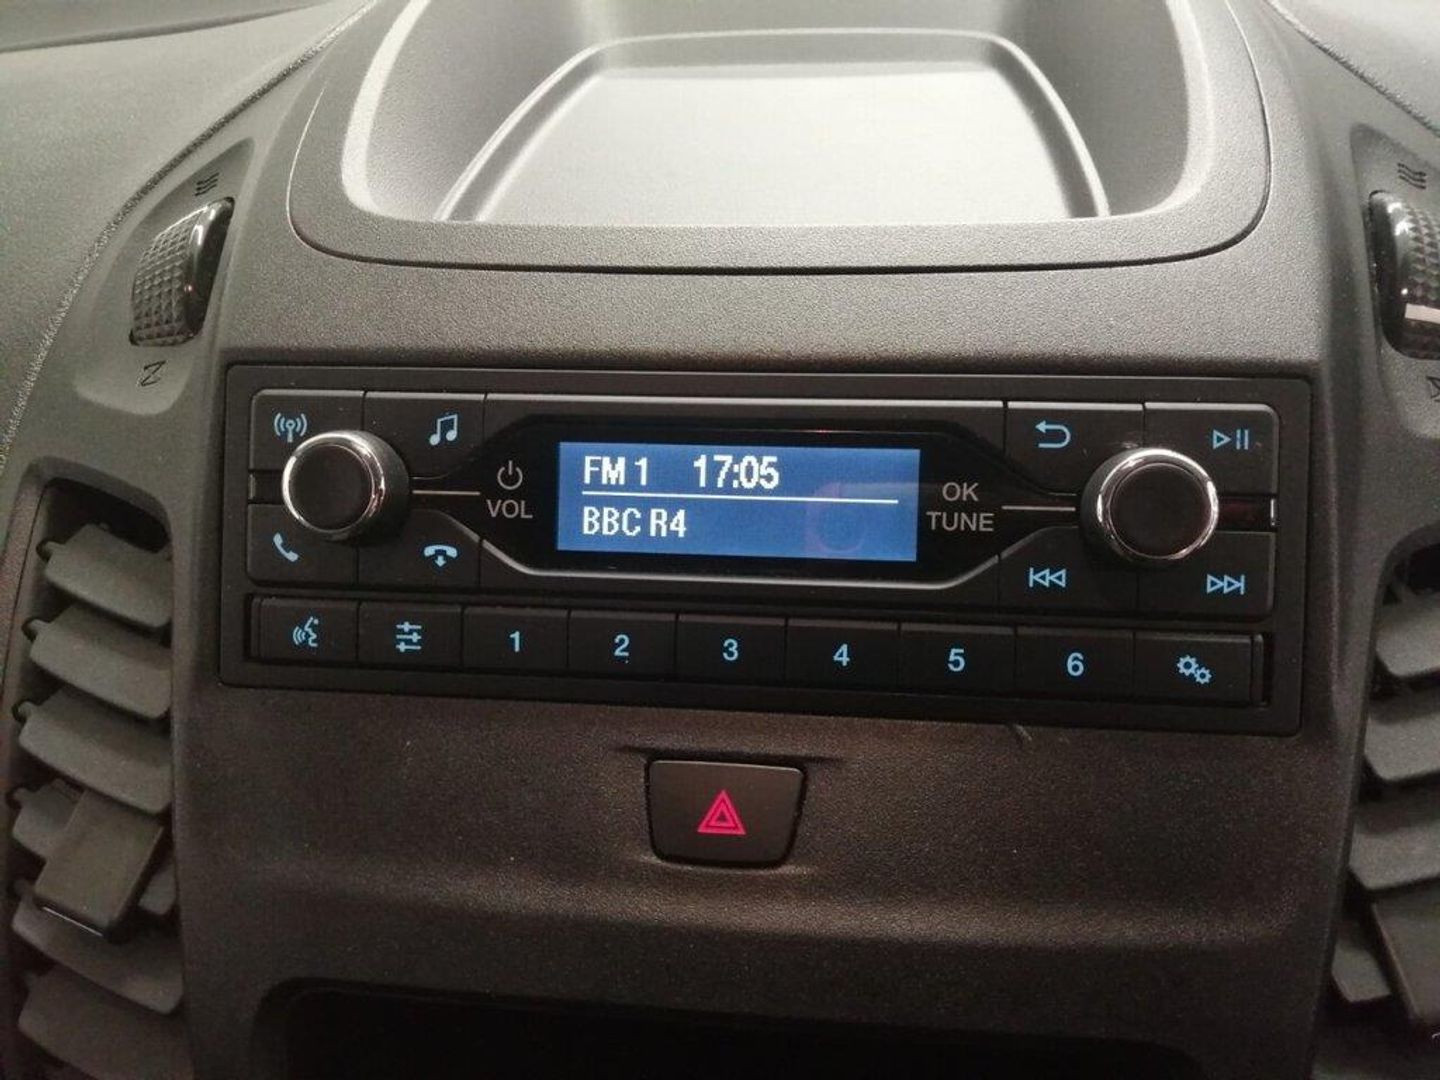 FM 1 17:05
BBC R4
VOL
OK
TUNE
1 2 3 4 5 6